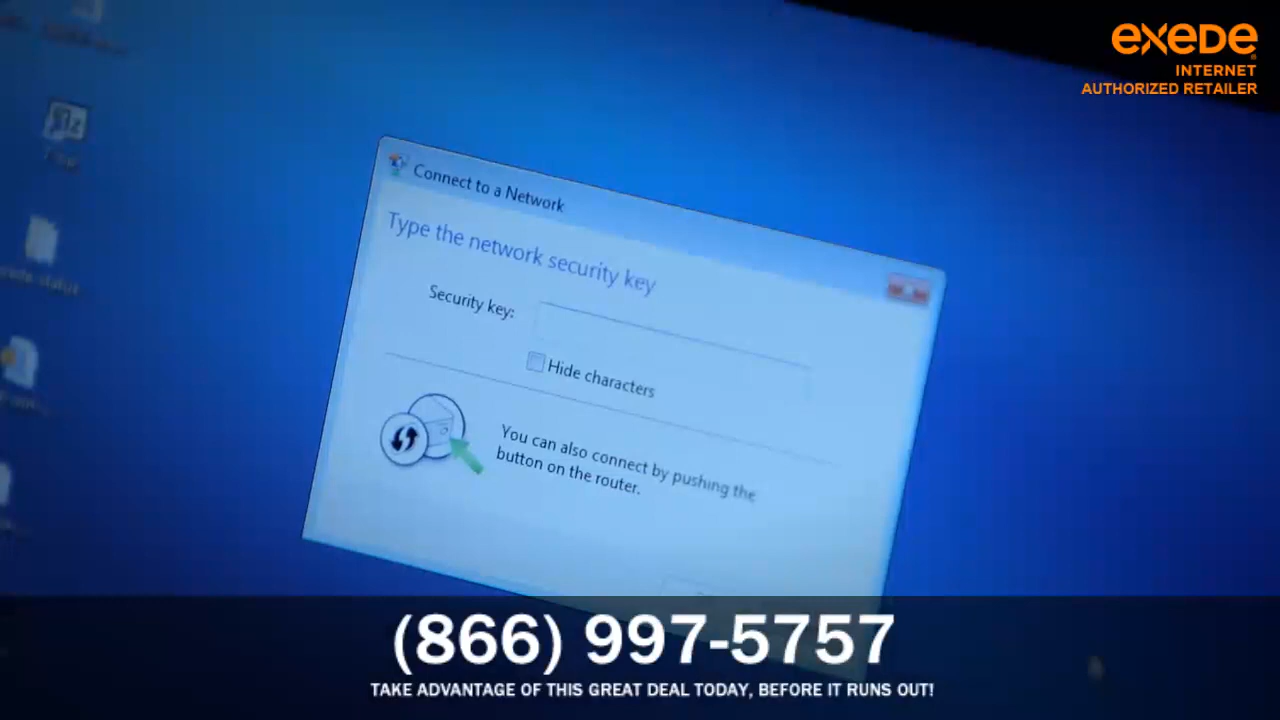 exede
INTERNET
AUTHORIZED RETAILER
Connect to a Network
Type the network security key
Security key:
Hide characters
You can also connect by pushing the
button on the router.
(866) 997-5757
TAKE ADVANTAGE OF THIS GREAT DEAL TODAY, BEFORE IT RUNS OUT!